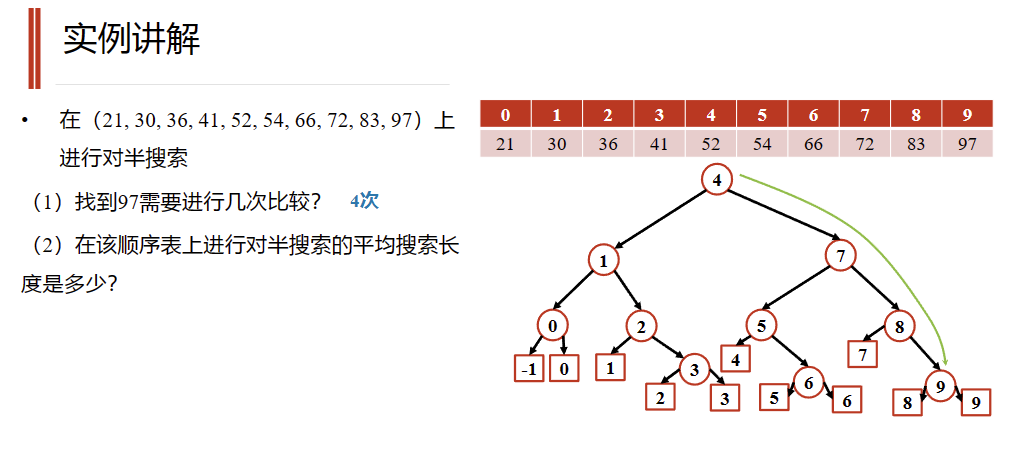 实例讲解
• 在（21, 30, 36, 41, 52, 54, 66, 72, 83, 97）上
进行对半搜索
（1）找到97需要进行几次比较？ 4次
（2）在该顺序表上进行对半搜索的平均搜索长
度是多少？
0 1 2 3 4 5 6 7 8 9
21 30 36 41 52 54 66 72 83 97
4
1 7
0 2 5 8
-1 0 1 3 4 6 7 9
2 3 5 6 8 9